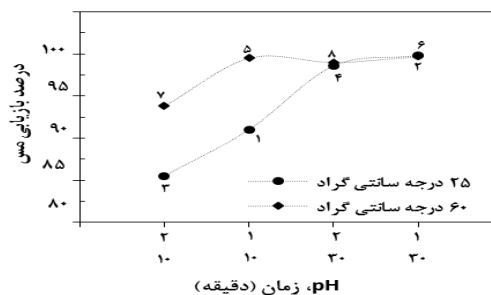 درصد بازیابی مس
۱۰۰
۹۵
۹۰
۸۵
۸۰
۷
۵
۸
۶
۳
۱
۴
۲
۲۵ درجه سانتی گراد
۶۰ درجه سانتی گراد
۲ ۱ ۲ ۱
۱۰ ۱۰ ۳۰ ۳۰
pH، زمان (دقیقه)